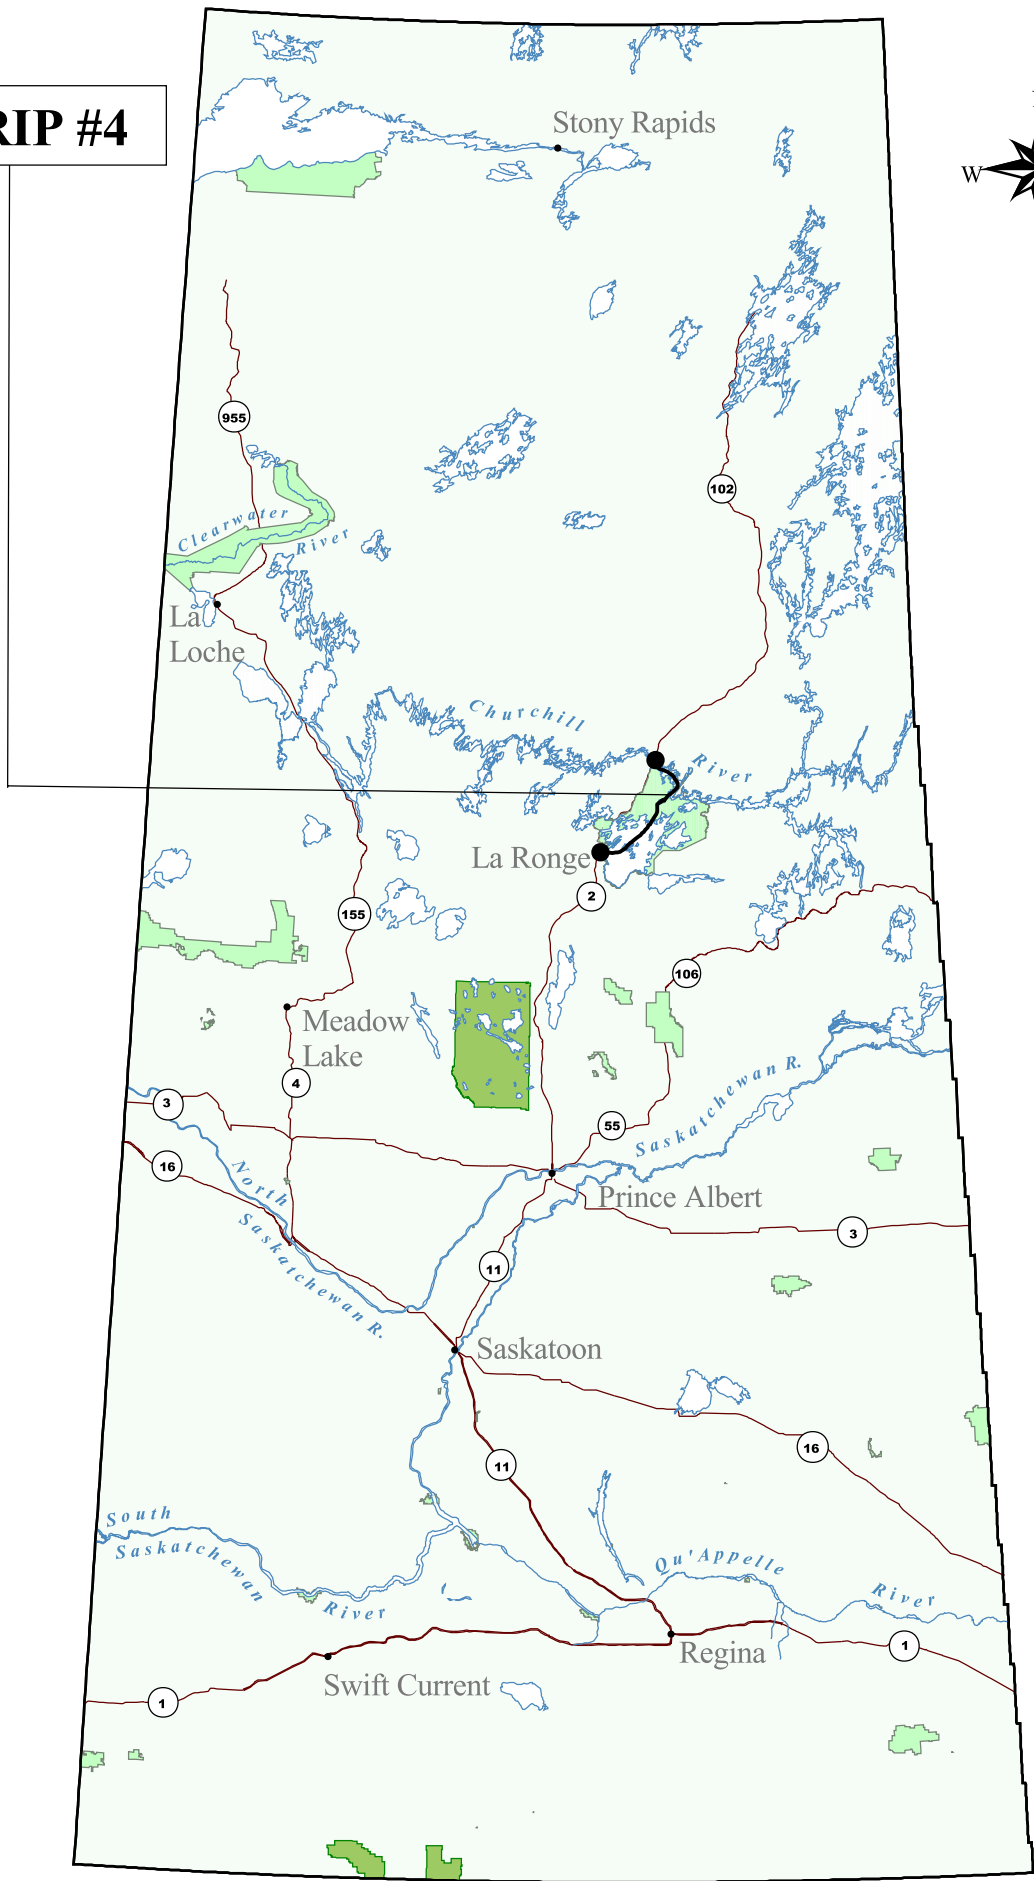 RIP #4
Stony Rapids
W
955
102
Clearwater
River
La
Loche
Churchill
River
La Ronge
2
155
106
Meadow
Lake
4
3
55
Saskatchewan R.
16
North
Saskatchewan R.
Prince Albert
3
11
Saskatoon
16
11
South
Saskatchewan
River
Qu'Appelle
River
Regina
1
Swift Current
1